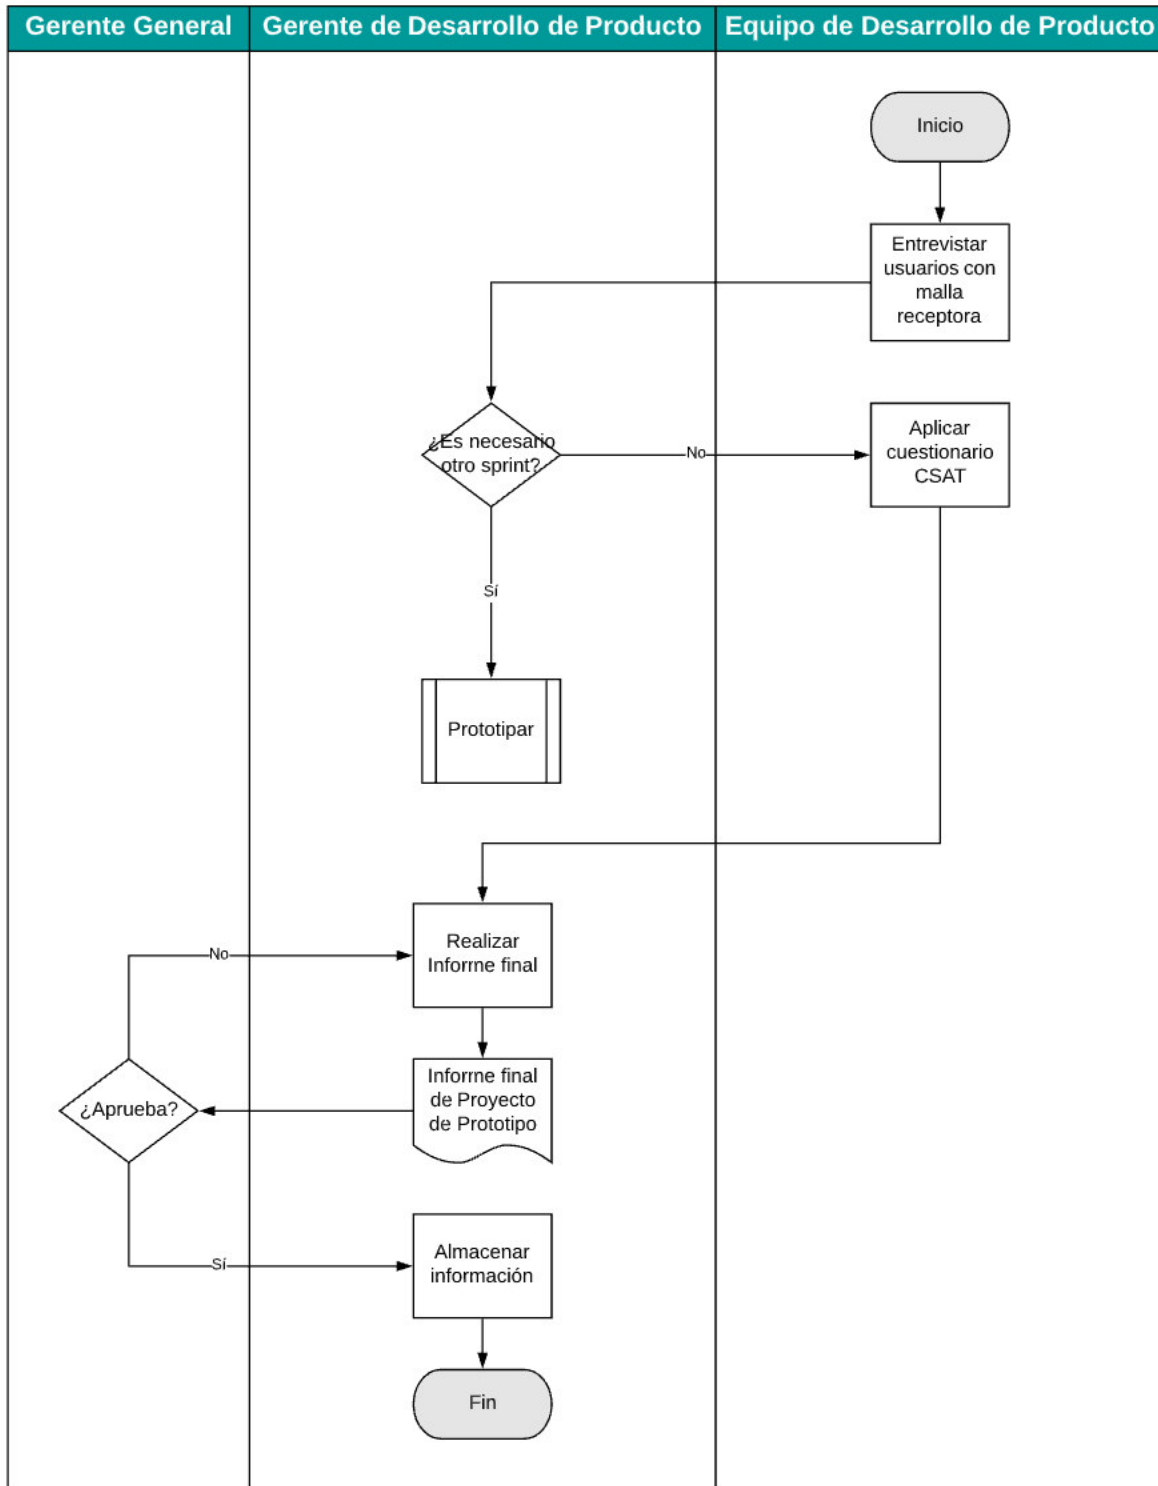 Gerente General
Gerente de Desarrollo de Producto
Equipo de Desarrollo de Producto
Inicio
Entrevistar
usuarios con
malla
receptora
¿Es necesario
otro sprint?
No
Aplicar
cuestionario
CSAT
Sí
Prototipar
Realizar
Informe final
No
Informe final
de Proyecto
de Prototipo
¿Aprueba?
Almacenar
información
Sí
Fin